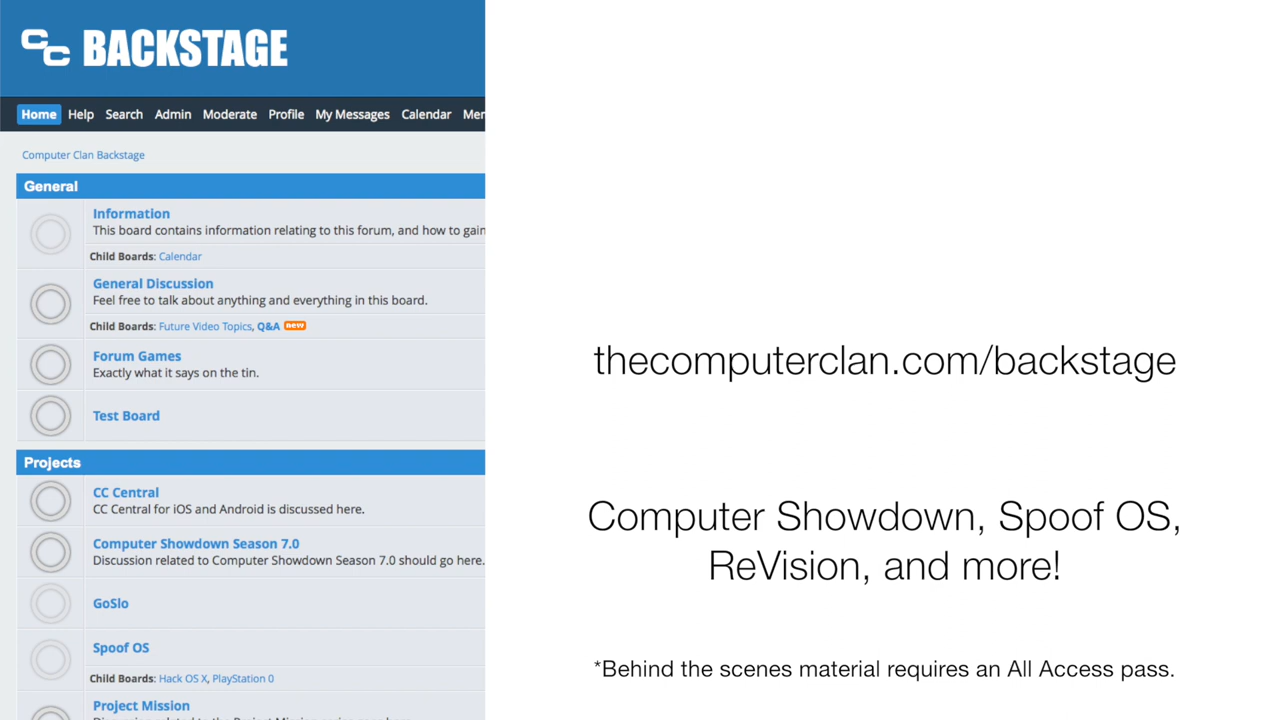 CC BACKSTAGE
Home Help Search Admin Moderate Profile My Messages Calendar
Computer Clan Backstage
General
Information
This board contains information relating to this forum, and how to gain
Child Boards: Calendar
General Discussion
Feel free to talk about anything and everything in this board.
Child Boards: Future Video Topics, Q&A new
Forum Games
Exactly what it says on the tin.
Test Board
Projects
CC Central
CC Central for iOS and Android is discussed here.
Computer Showdown Season 7.0
Discussion related to Computer Showdown Season 7.0 should go here.
GoSlo
Spoof OS
Child Boards: Hack OS X, PlayStation 0
Project Mission
thecomputerclan.com/backstage
Computer Showdown, Spoof OS,
ReVision, and more!
*Behind the scenes material requires an All Access pass.